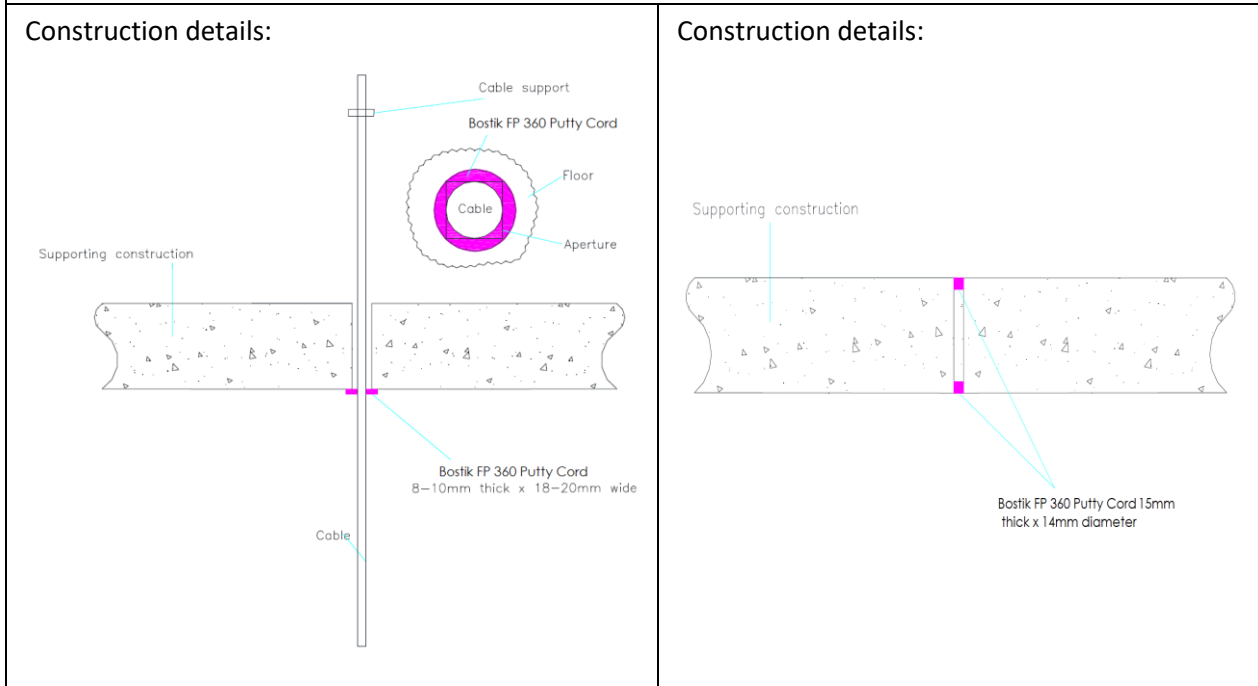 Construction details:
Cable support
Bostik FP 360 Putty Cord
Floor
Cable
Aperture
Supporting construction
Bostik FP 360 Putty Cord
8-10mm thick x 18-20mm wide
Cable
Construction details:
Supporting construction
Bostik FP 360 Putty Cord 15mm
thick x 14mm diameter